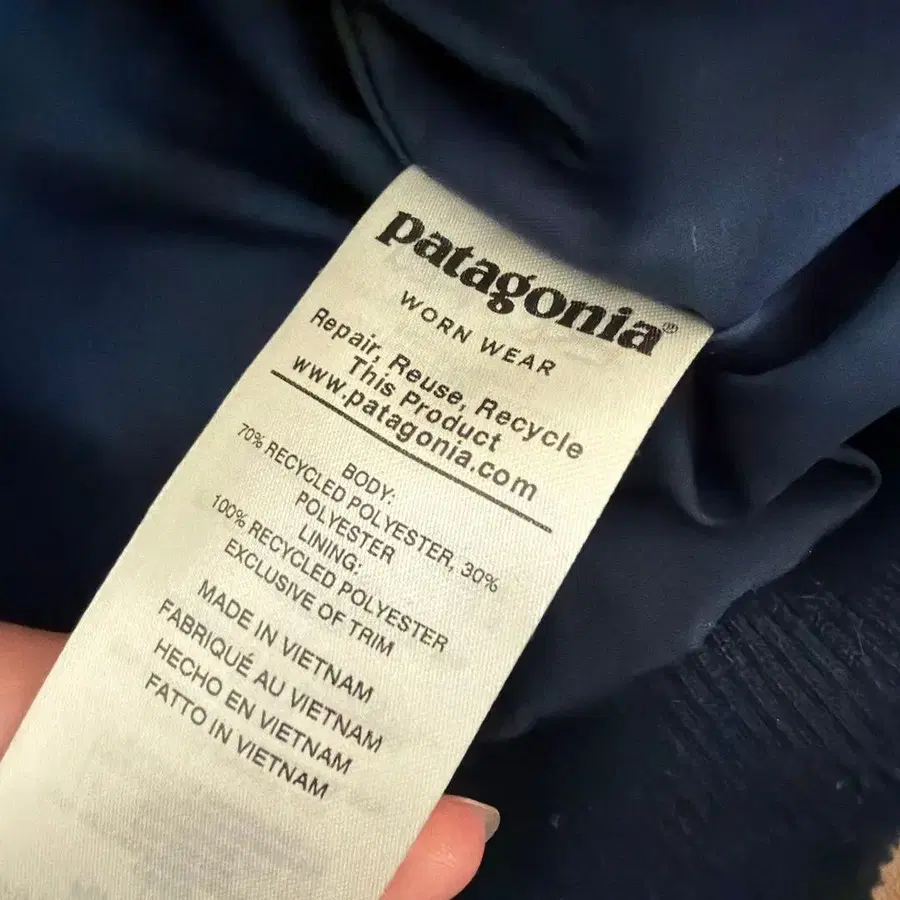 patagonia®
WORN WEAR
Repair, Reuse, Recycle
This Product
www.patagonia.com
BODY:
70% RECYCLED POLYESTER, 30%
POLYESTER
LINING:
100% RECYCLED POLYESTER
EXCLUSIVE OF TRIM
MADE IN VIETNAM
FABRIQUÉ AU VIETNAM
HECHO EN VIETNAM
FATTO IN VIETNAM